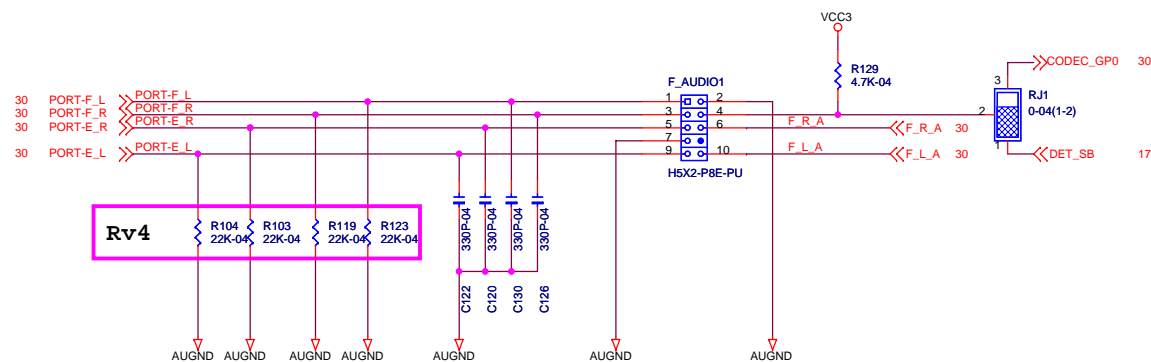 VCC3
R129
4.7K-04
F_AUDIO1
CODEC_GP0 30
3
RJ1
0-04(1-2)
2
1
DET_SB 17
30 PORT-F_L PORT-F_L 1 2
30 PORT-F_R PORT-F_R 3 4
30 PORT-E_R PORT-E_R 5 6 F_R_A F_R_A 30
7
30 PORT-E_L PORT-E_L 9 10 F_L_A F_L_A 30
H5X2-P8E-PU
Rv4
R104
22K-04
R103
22K-04
R119
22K-04
R123
22K-04
330P-04
330P-04
330P-04
330P-04
C122
C120
C130
C126
AUGND
AUGND
AUGND
AUGND
AUGND
AUGND
AUGND